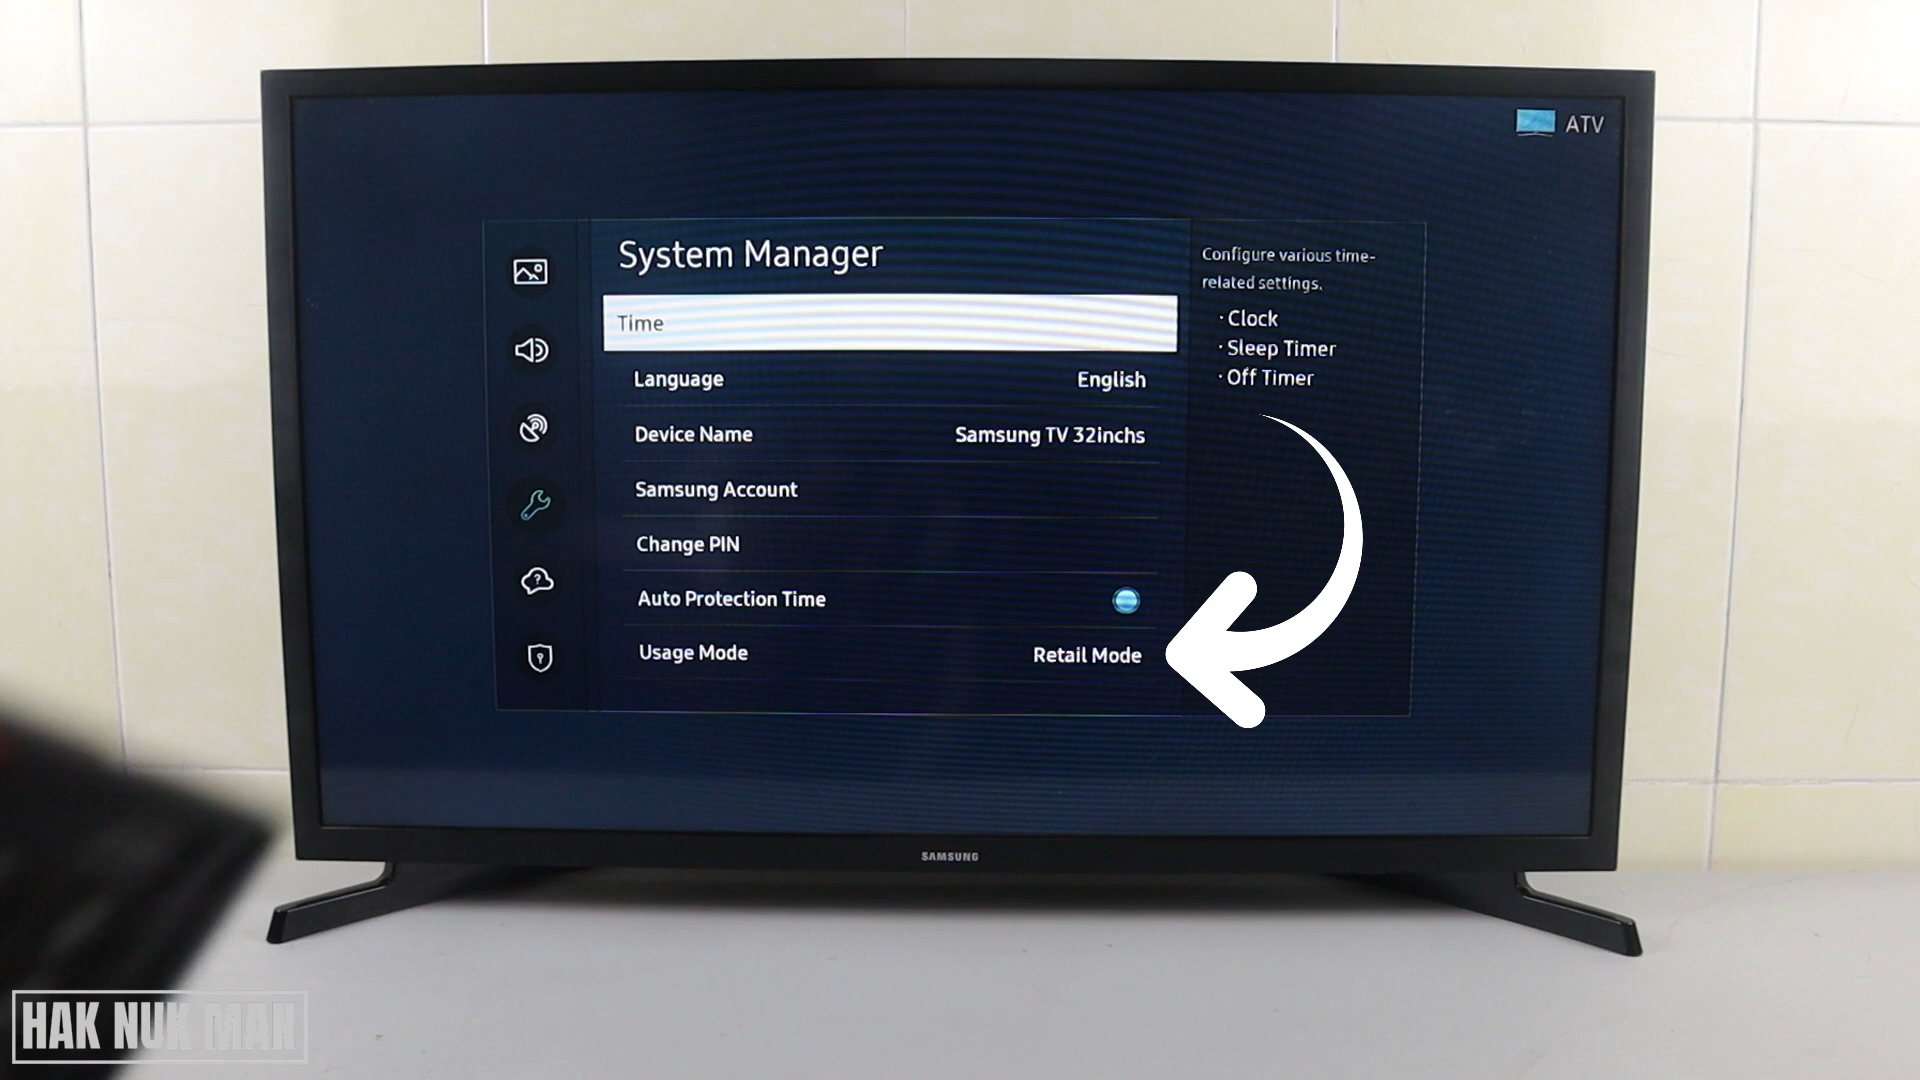 ATV
System Manager
Time
Language English
Device Name Samsung TV 32inchs
Samsung Account
Change PIN
Auto Protection Time
Usage Mode Retail Mode
Configure various time-
related settings.
· Clock
· Sleep Timer
· Off Timer
SAMSUNG
HAK NUK MAN